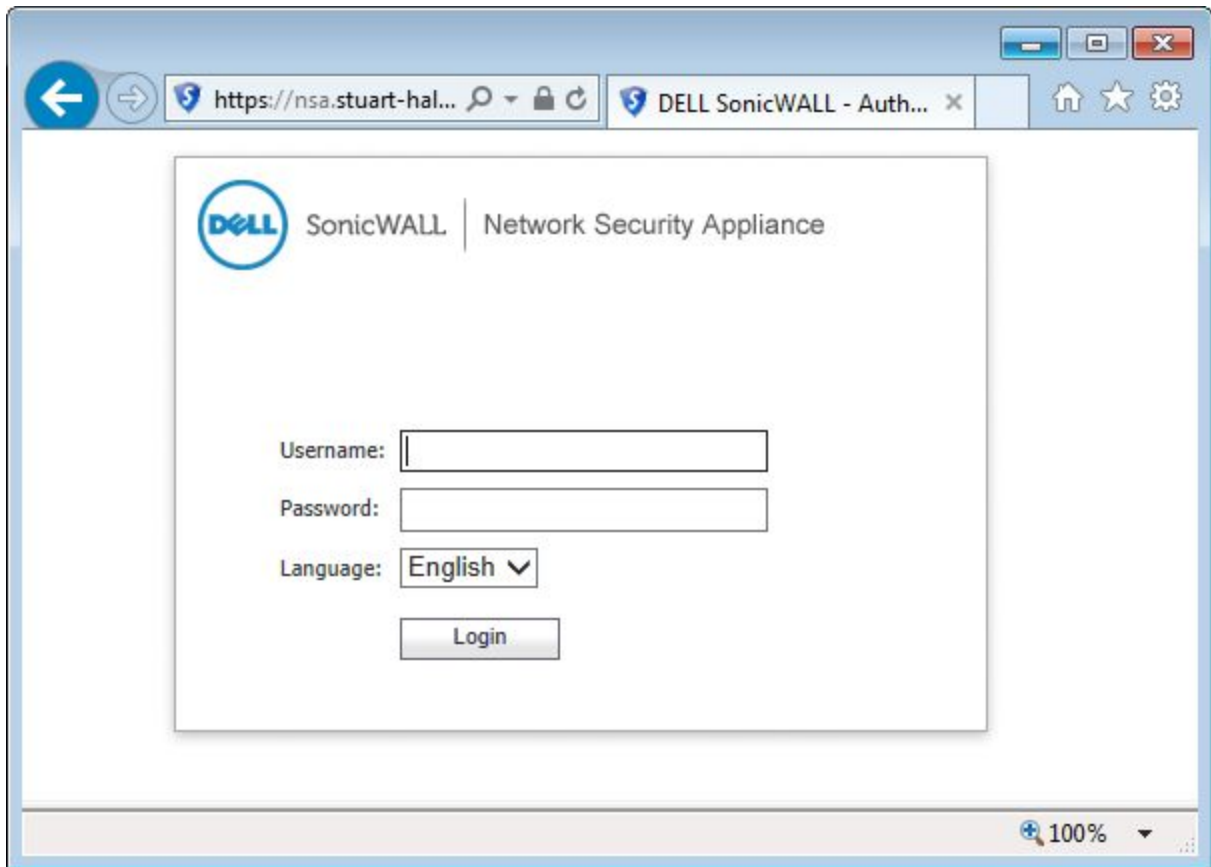 https://nsa.stuart-hal...
DELL SonicWALL - Auth...
DELL SonicWALL Network Security Appliance
Username:
Password:
Language: English
Login
100%